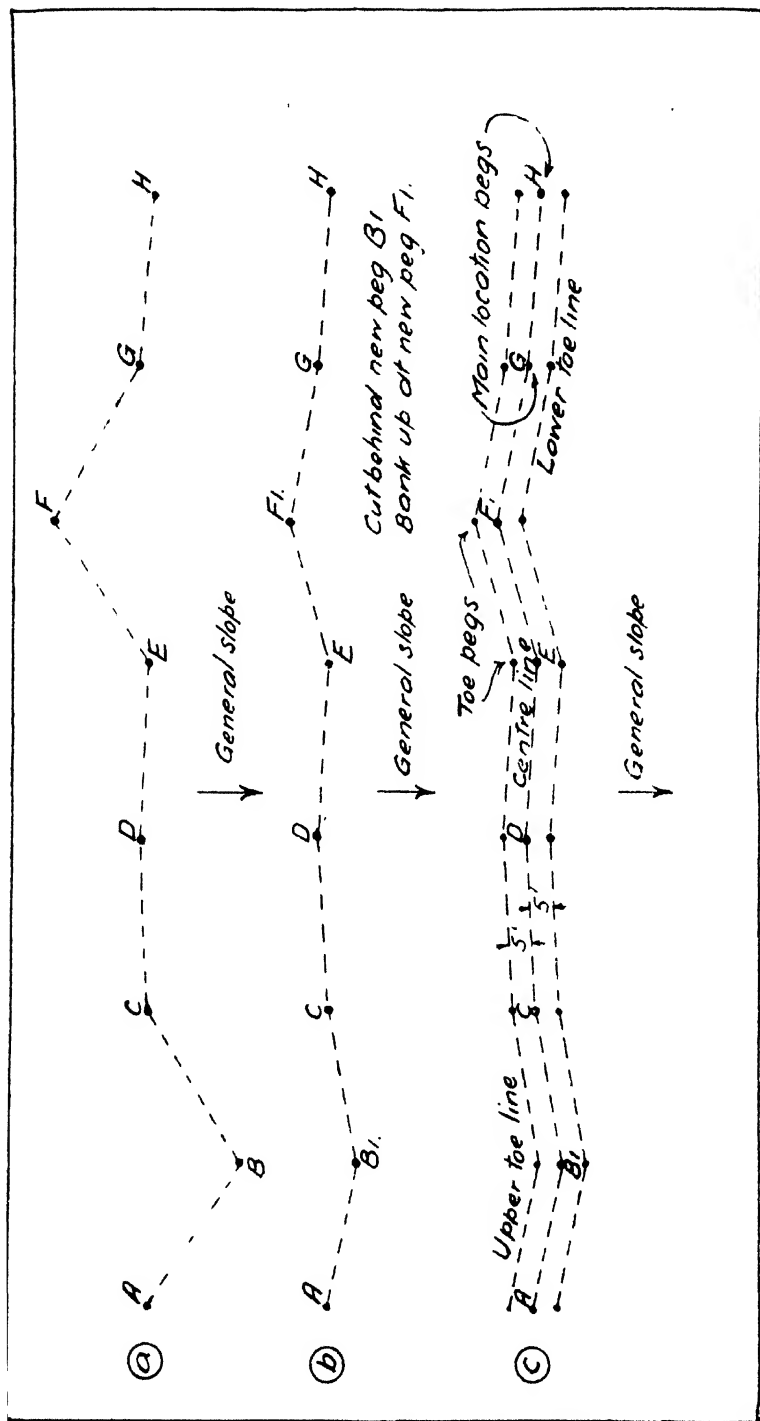 a
A
B
C
D
E
F
G
H
General slope
b
A
B1.
C
D
E
F1.
G
H
General slope
Cut behind new peg B1
Bank up at new peg F1.
c
Upper toe line
A
B1
C
5'
5'
D
Centre line
E
Toe pegs
F1
Main location pegs
G
H
Lower toe line
General slope